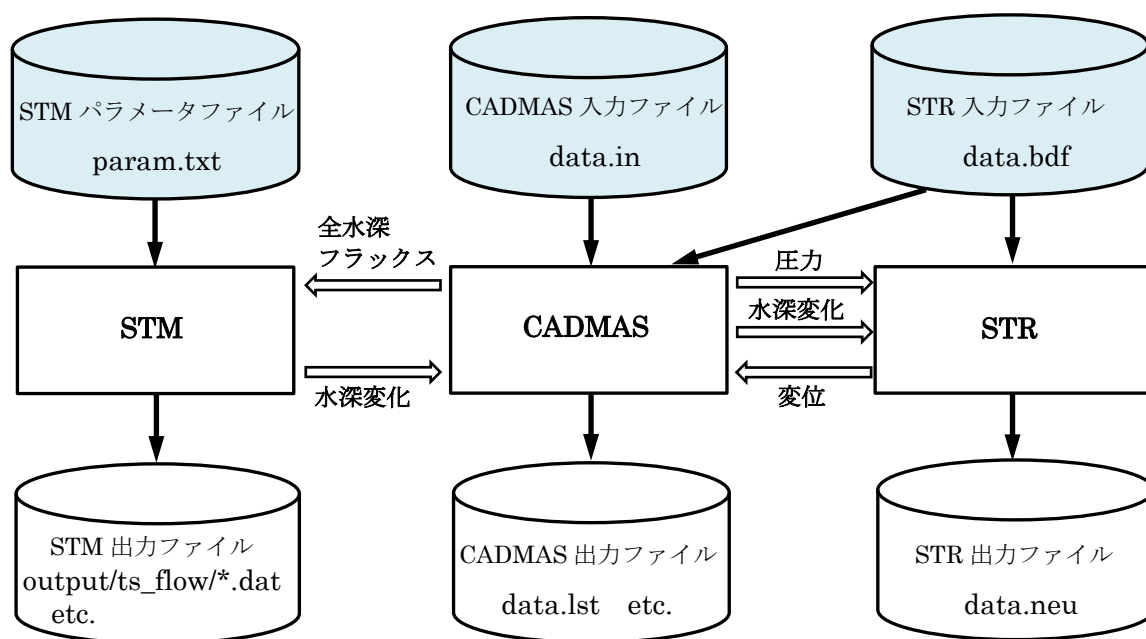 STM パラメータファイル
param.txt
CADMAS 入力ファイル
data.in
STR 入力ファイル
data.bdf
全水深
フラックス
圧力
水深変化
STM
CADMAS
STR
水深変化
変位
STM 出力ファイル
output/ts_flow/*.dat
etc.
CADMAS 出力ファイル
data.lst etc.
STR 出力ファイル
data.neu